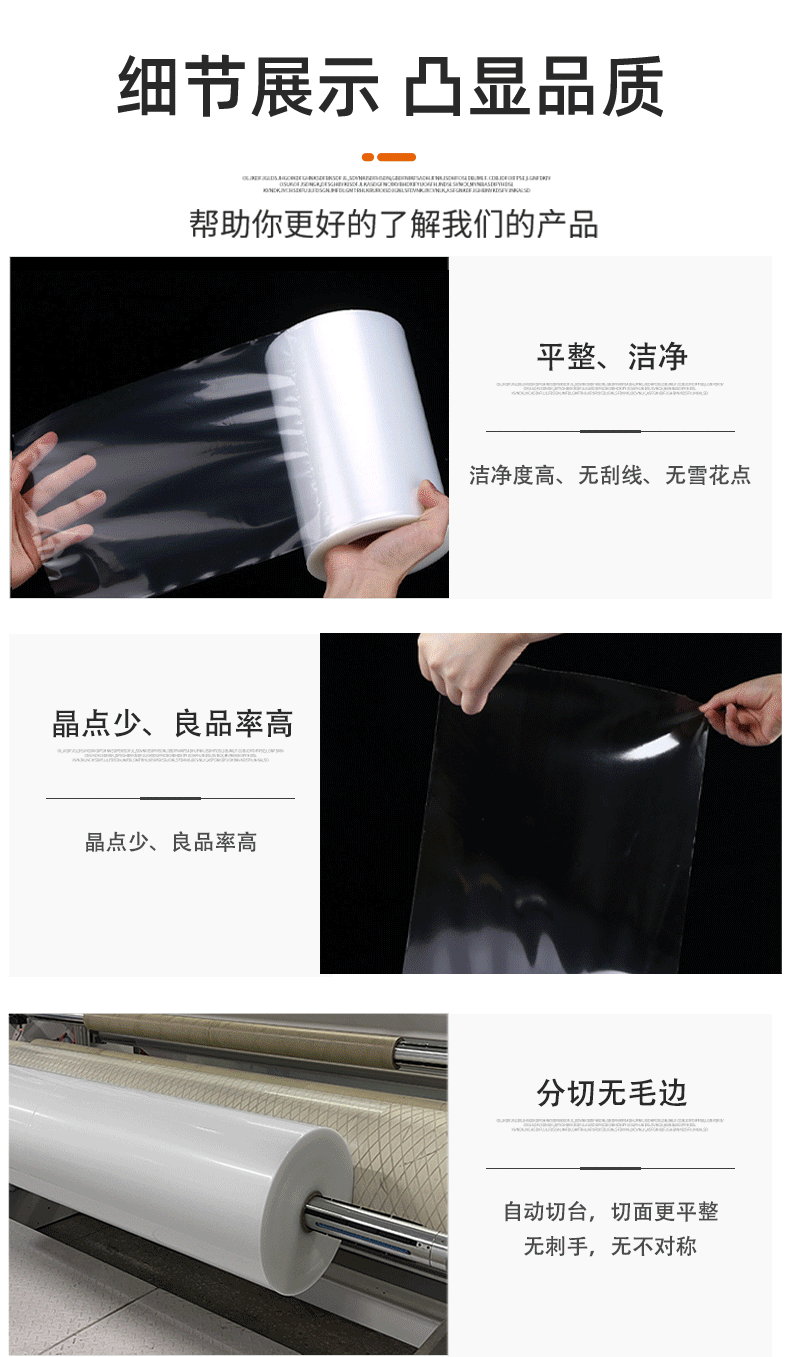 细节展示 凸显品质
帮助你更好的了解我们的产品
平整、洁净
洁净度高、无刮线、无雪花点
晶点少、良品率高
晶点少、良品率高
分切无毛边
自动切台，切面更平整
无刺手，无不对称